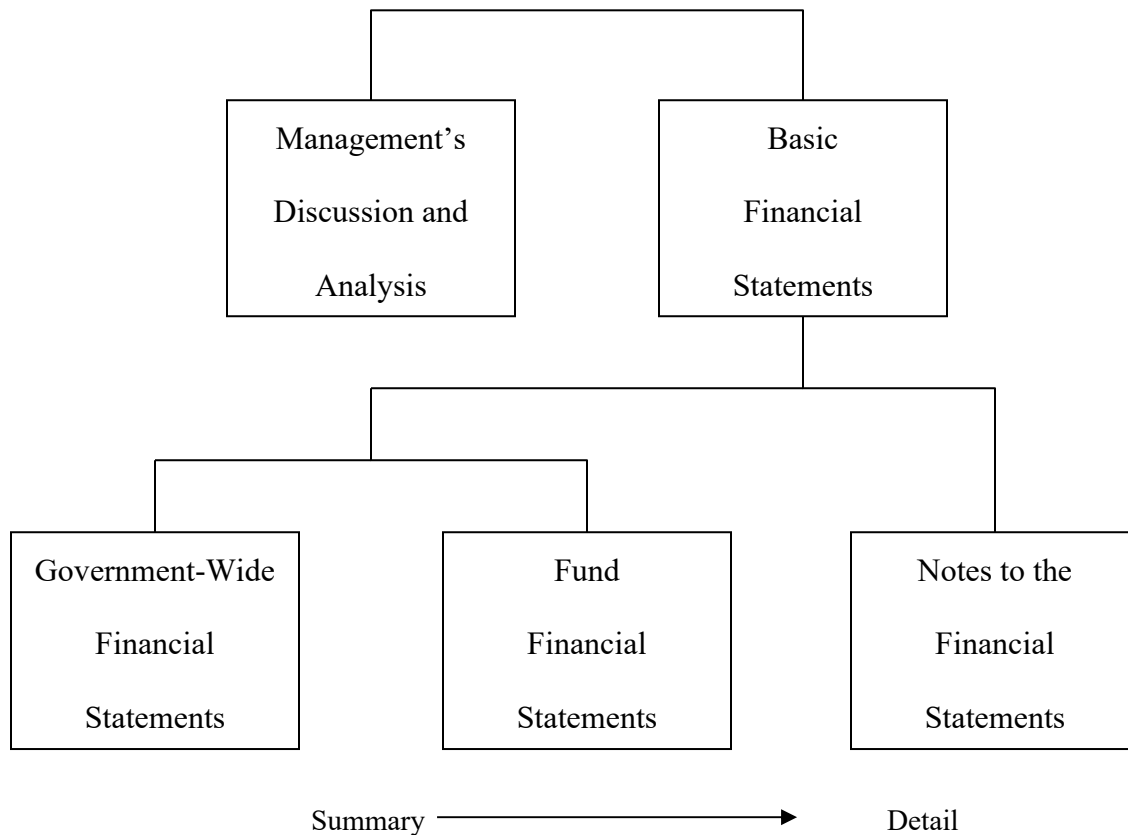 Management’s
Discussion and
Analysis
Basic
Financial
Statements
Government-Wide
Financial
Statements
Fund
Financial
Statements
Notes to the
Financial
Statements
Summary
Detail